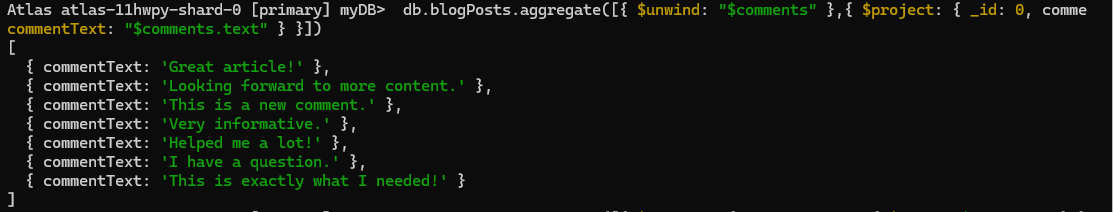 Atlas atlas-11hwpy-shard-0 [primary] myDB>  db.blogPosts.aggregate([{ $unwind: "$comments" },{ $project: { _id: 0, comme
commentText: "$comments.text" } }])
[
  { commentText: 'Great article!' },
  { commentText: 'Looking forward to more content.' },
  { commentText: 'This is a new comment.' },
  { commentText: 'Very informative.' },
  { commentText: 'Helped me a lot!' },
  { commentText: 'I have a question.' },
  { commentText: 'This is exactly what I needed!' }
]